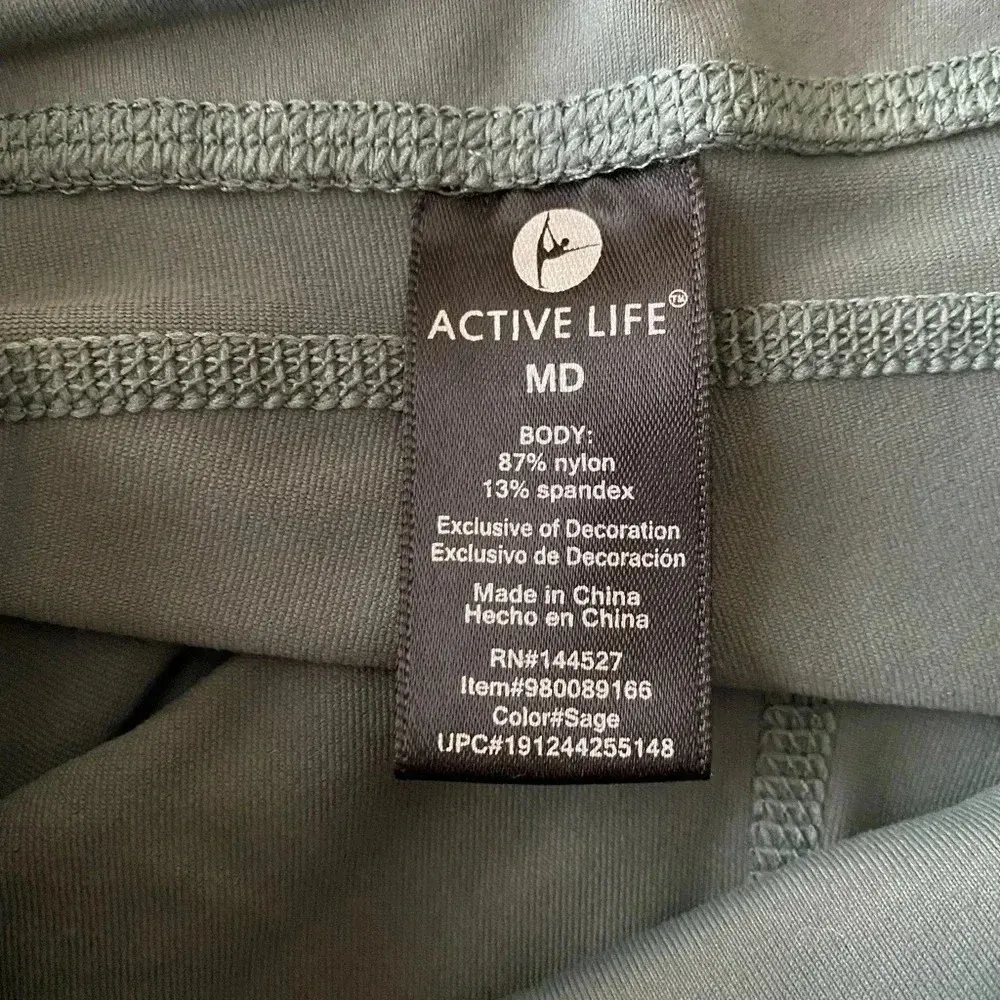 ACTIVE LIFE™
MD
BODY:
87% nylon
13% spandex
Exclusive of Decoration
Exclusivo de Decoración
Made in China
Hecho en China
RN#144527
Item#980089166
Color#Sage
UPC#191244255148